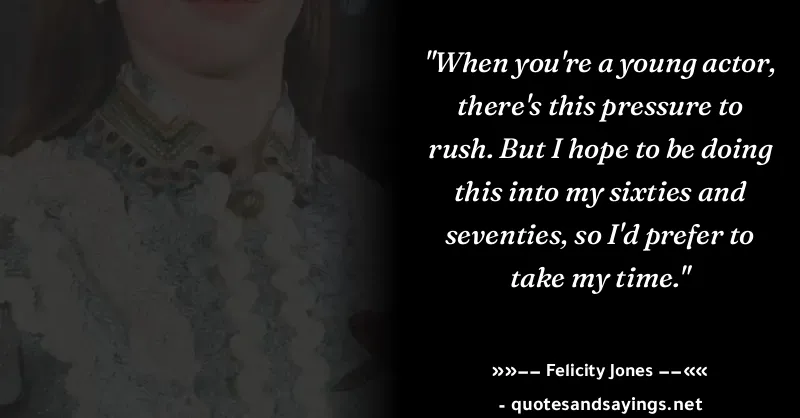 "When you're a young actor,
there's this pressure to
rush. But I hope to be doing
this into my sixties and
seventies, so I'd prefer to
take my time."
»»−− Felicity Jones −−««
- quotesandsayings.net